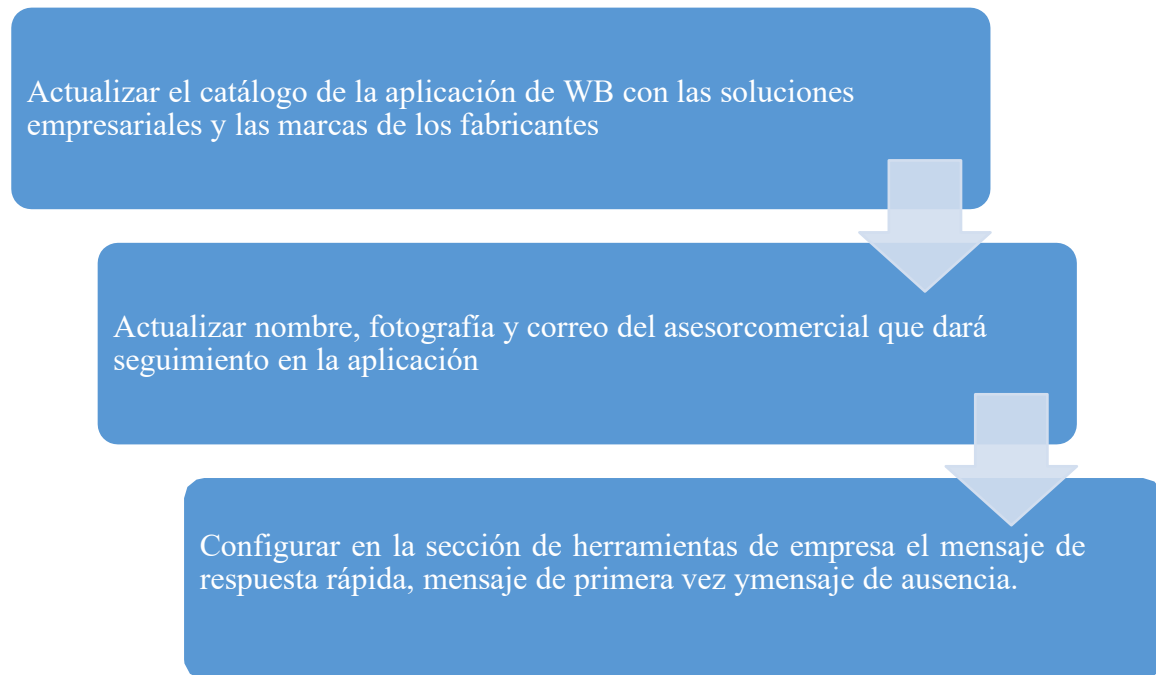 Actualizar el catálogo de la aplicación de WB con las soluciones
empresariales y las marcas de los fabricantes
Actualizar nombre, fotografía y correo del asesorcomercial que dará
seguimiento en la aplicación
Configurar en la sección de herramientas de empresa el mensaje de
respuesta rápida, mensaje de primera vez ymensaje de ausencia.